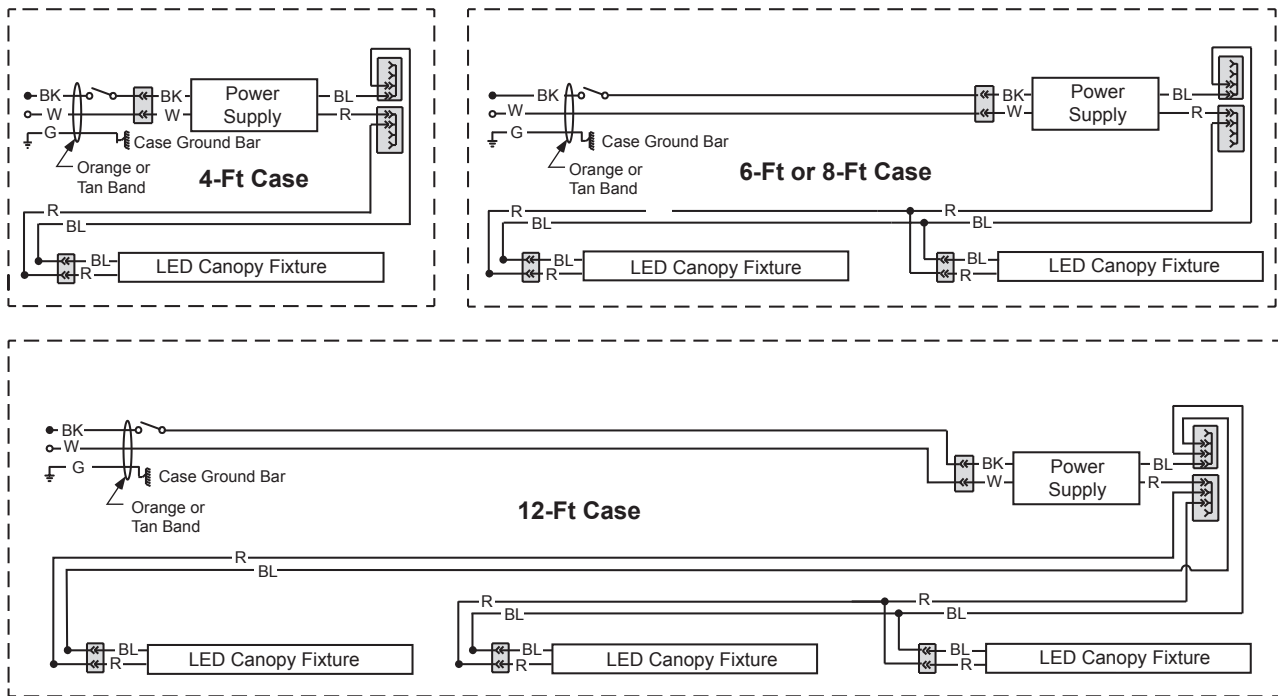 BK
BK
Power
Supply
BL
W
W
R
G
Case Ground Bar
Orange or
Tan Band
4-Ft Case
R
BL
BL
R
LED Canopy Fixture
BK
BK
Power
Supply
BL
W
W
R
G
Case Ground Bar
Orange or
Tan Band
6-Ft or 8-Ft Case
R
R
BL
BL
BL
R
LED Canopy Fixture
BL
R
LED Canopy Fixture
BK
W
G
Case Ground Bar
Orange or
Tan Band
12-Ft Case
BK
W
Power
Supply
BL
R
R
BL
R
R
BL
BL
BL
R
LED Canopy Fixture
BL
R
LED Canopy Fixture
BL
R
LED Canopy Fixture